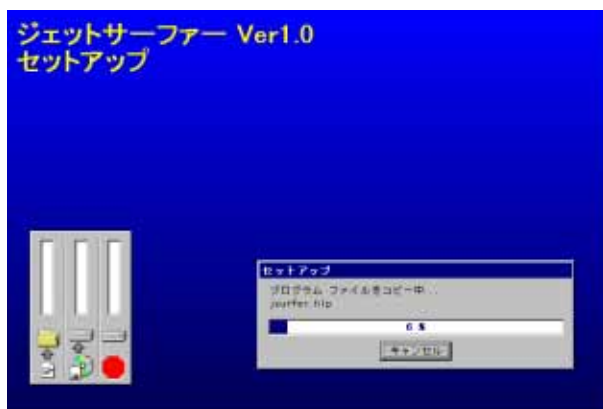 ジェットサーファー Ver1.0
セットアップ
セットアップ
プログラム ファイルをコピー中...
jsurfer.hlp
6 %
キャンセル